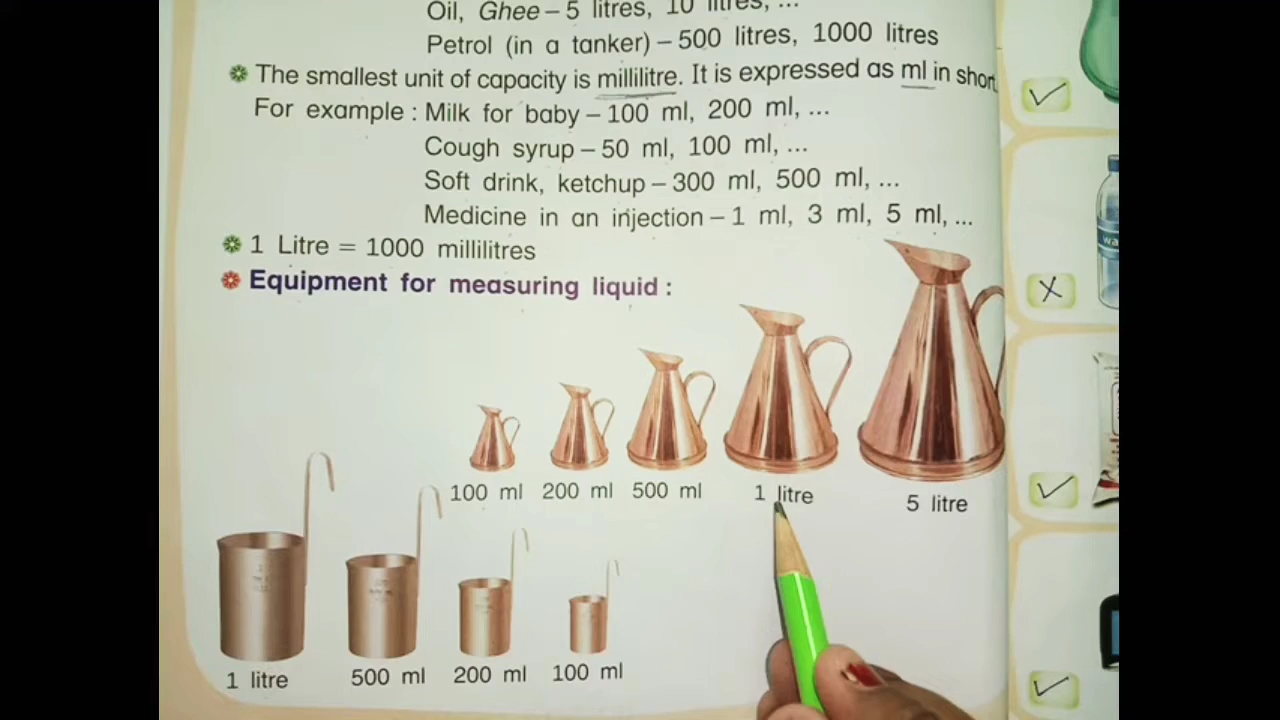 Oil, Ghee – 5 litres, 10 litres, ...
Petrol (in a tanker) – 500 litres, 1000 litres
The smallest unit of capacity is millilitre. It is expressed as ml in short.
For example : Milk for baby – 100 ml, 200 ml, ...
Cough syrup – 50 ml, 100 ml, ...
Soft drink, ketchup – 300 ml, 500 ml, ...
Medicine in an injection – 1 ml, 3 ml, 5 ml, ...
1 Litre = 1000 millilitres
Equipment for measuring liquid :
100 ml 200 ml 500 ml 1 litre 5 litre
1 litre 500 ml 200 ml 100 ml